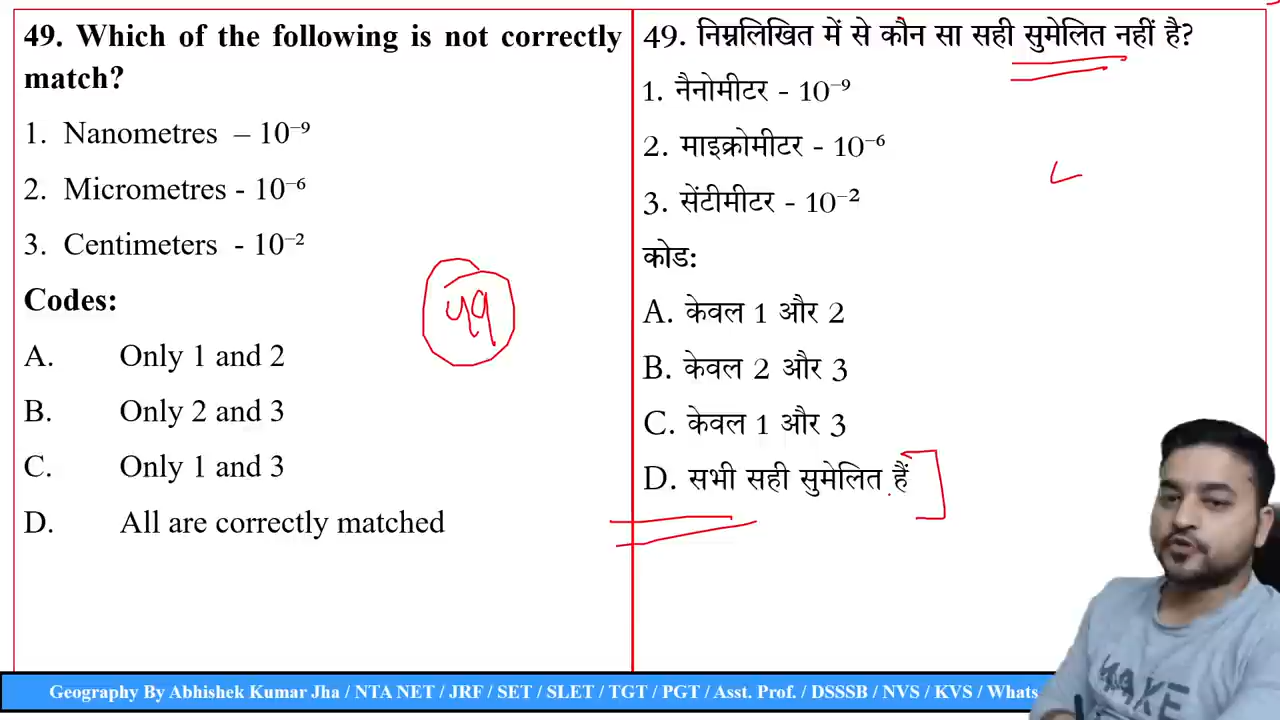 49. Which of the following is not correctly
match?
1. Nanometres – 10⁻⁹
2. Micrometres - 10⁻⁶
3. Centimeters - 10⁻²
Codes:
A. Only 1 and 2
B. Only 2 and 3
C. Only 1 and 3
D. All are correctly matched
49. निम्नलिखित में से कौन सा सही सुमेलित नहीं है?
1. नैनोमीटर - 10⁻⁹
2. माइक्रोमीटर - 10⁻⁶
3. सेंटीमीटर - 10⁻²
कोड:
A. केवल 1 और 2
B. केवल 2 और 3
C. केवल 1 और 3
D. सभी सही सुमेलित हैं
Geography By Abhishek Kumar Jha / NTA NET / JRF / SET / SLET / TGT / PGT / Asst. Prof. / DSSSB / NVS / KVS / Whats